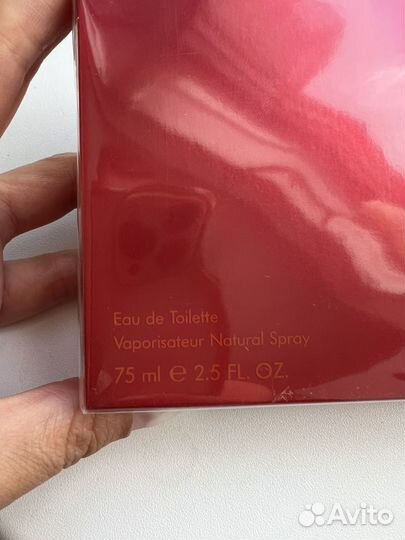 Eau de Toilette
Vaporisateur Natural Spray
75 ml ℮ 2.5 FL. OZ.
Avito